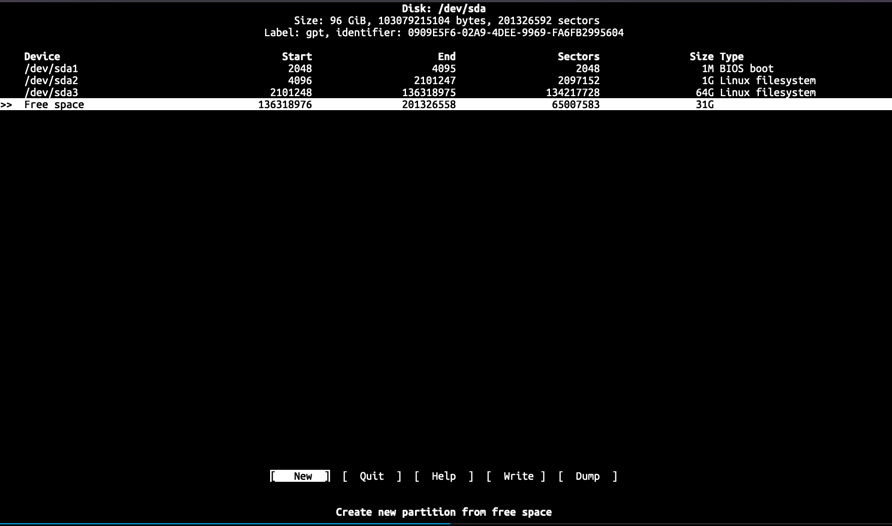 Disk: /dev/sda
Size: 96 GiB, 103079215104 bytes, 201326592 sectors
Label: gpt, identifier: 0909E5F6-02A9-4DEE-9969-FA6FB2995604
Device Start End Sectors Size Type
/dev/sda1 2048 4095 2048 1M BIOS boot
/dev/sda2 4096 2101247 2097152 1G Linux filesystem
/dev/sda3 2101248 136318975 134217728 64G Linux filesystem
>> Free space 136318976 201326558 65007583 31G
[ New ] [ Quit ] [ Help ] [ Write ] [ Dump ]
Create new partition from free space